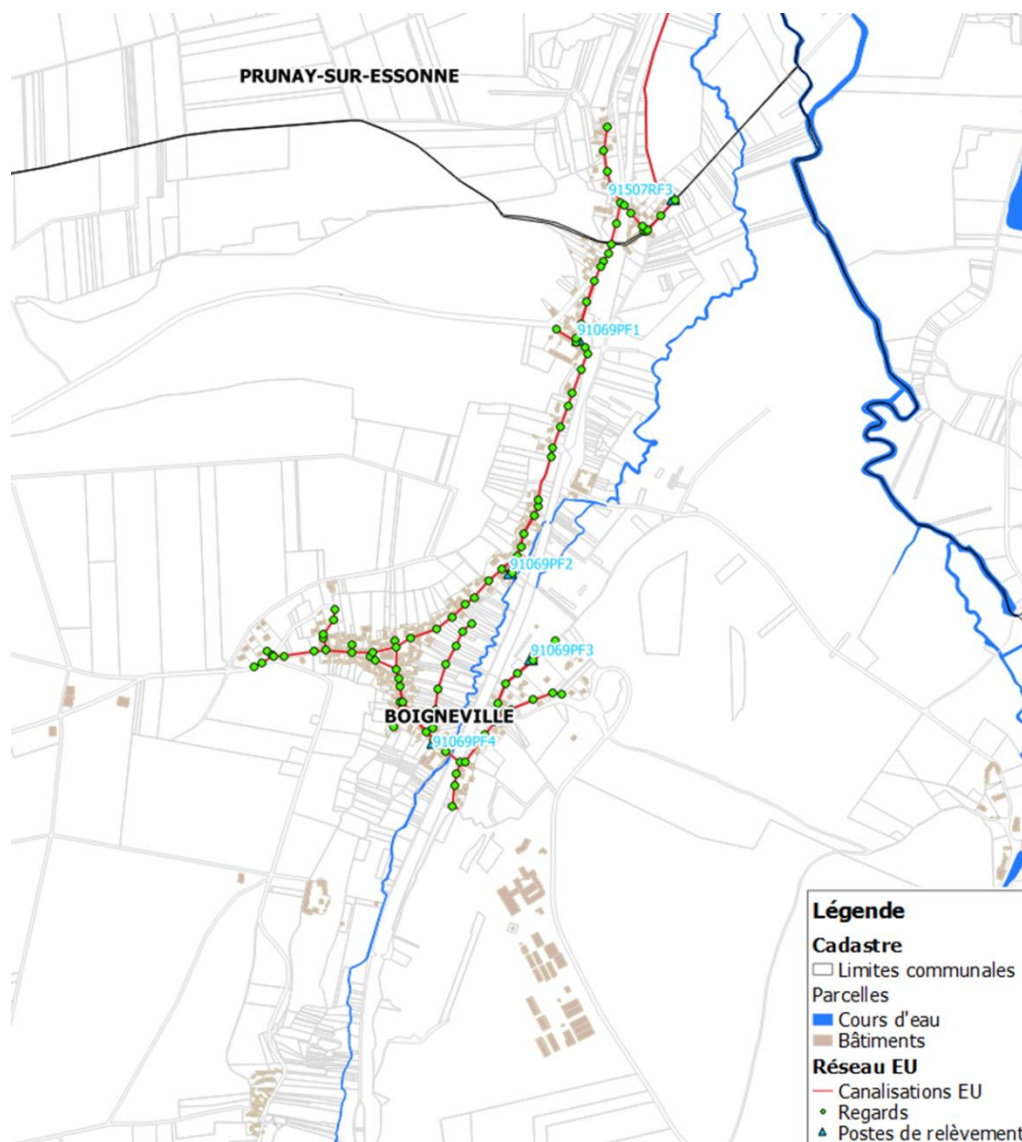 PRUNAY-SUR-ESSONNE
91507RF3
91069PF1
91069PF2
91069PF3
BOIGNEVILLE
91069PF4
Légende
Cadastre
Limites communales
Parcelles
Cours d'eau
Bâtiments
Réseau EU
Canalisations EU
Regards
Postes de relèvement